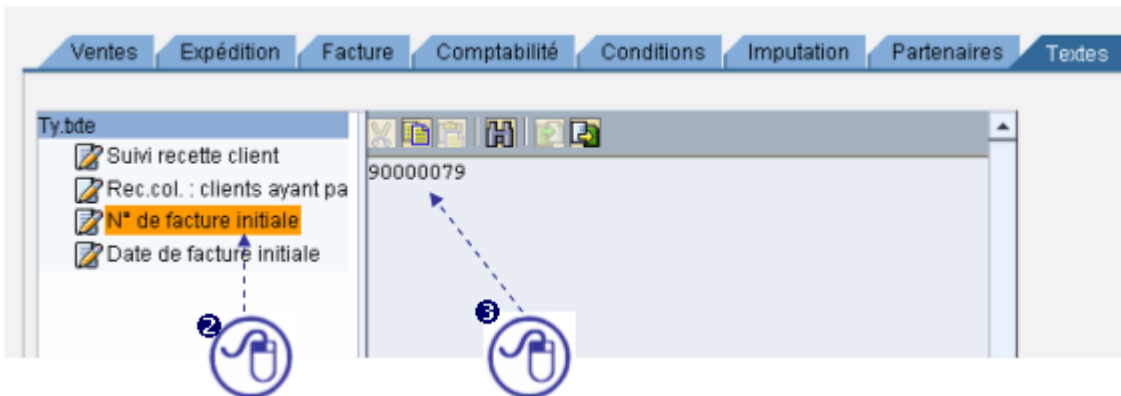 Ventes Expédition Facture Comptabilité Conditions Imputation Partenaires Textes
Ty.txte
Suivi recette client
Rec.col. : clients ayant pa
N° de facture initiale
Date de facture initiale
90000079
2
3